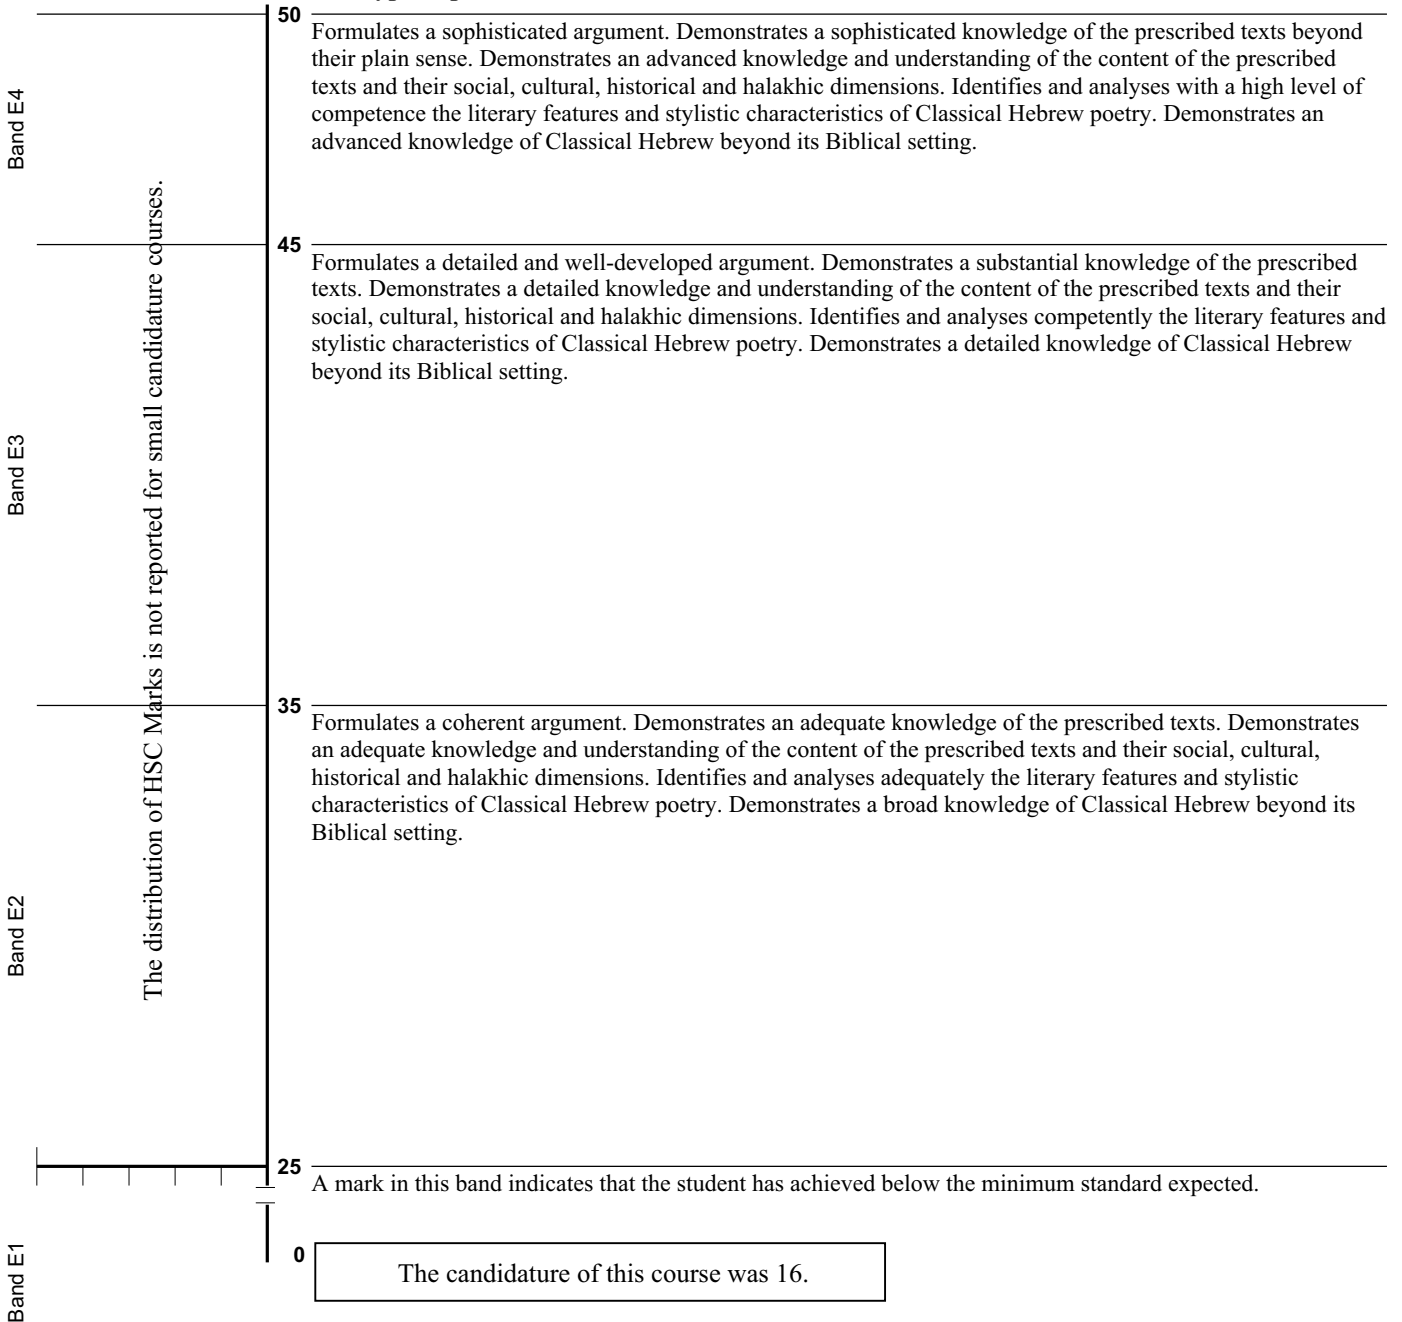 50
Formulates a sophisticated argument. Demonstrates a sophisticated knowledge of the prescribed texts beyond
their plain sense. Demonstrates an advanced knowledge and understanding of the content of the prescribed
texts and their social, cultural, historical and halakhic dimensions. Identifies and analyses with a high level of
competence the literary features and stylistic characteristics of Classical Hebrew poetry. Demonstrates an
advanced knowledge of Classical Hebrew beyond its Biblical setting.
Band E4
45
Formulates a detailed and well-developed argument. Demonstrates a substantial knowledge of the prescribed
texts. Demonstrates a detailed knowledge and understanding of the content of the prescribed texts and their
social, cultural, historical and halakhic dimensions. Identifies and analyses competently the literary features and
stylistic characteristics of Classical Hebrew poetry. Demonstrates a detailed knowledge of Classical Hebrew
beyond its Biblical setting.
Band E3
The distribution of HSC Marks is not reported for small candidature courses.
35
Formulates a coherent argument. Demonstrates an adequate knowledge of the prescribed texts. Demonstrates
an adequate knowledge and understanding of the content of the prescribed texts and their social, cultural,
historical and halakhic dimensions. Identifies and analyses adequately the literary features and stylistic
characteristics of Classical Hebrew poetry. Demonstrates a broad knowledge of Classical Hebrew beyond its
Biblical setting.
Band E2
25
A mark in this band indicates that the student has achieved below the minimum standard expected.
Band E1
0
The candidature of this course was 16.